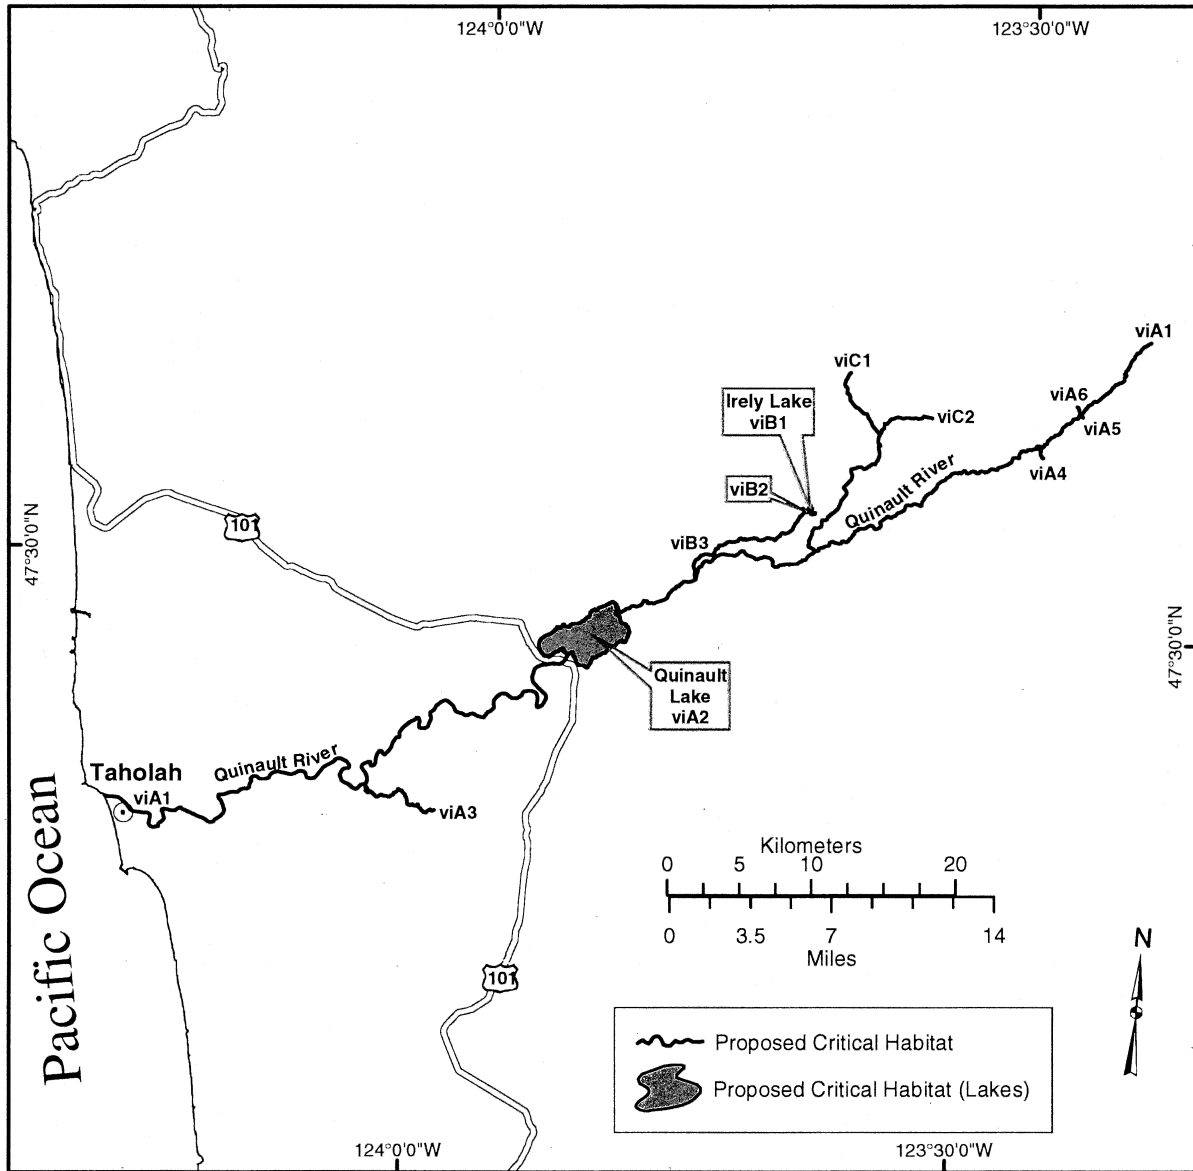 124°0'0"W
123°30'0"W
viA1
viC1
viA6
Irely Lake
viB1
viC2
viA5
viA4
viB2
Quinault River
47°30'0"N
101
viB3
47°30'0"N
Quinault
Lake
viA2
Taholah
viA1
Quinault River
viA3
Pacific Ocean
Kilometers
0 5 10 20
0 3.5 7 14
Miles
N
101
Proposed Critical Habitat
Proposed Critical Habitat (Lakes)
124°0'0"W
123°30'0"W